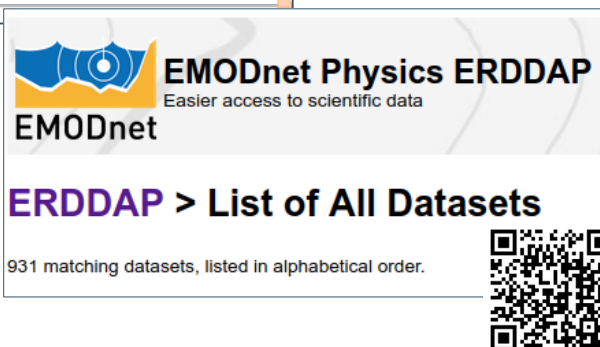 EMODnet Physics ERDDAP
Easier access to scientific data
EMODnet
ERDDAP > List of All Datasets
931 matching datasets, listed in alphabetical order.